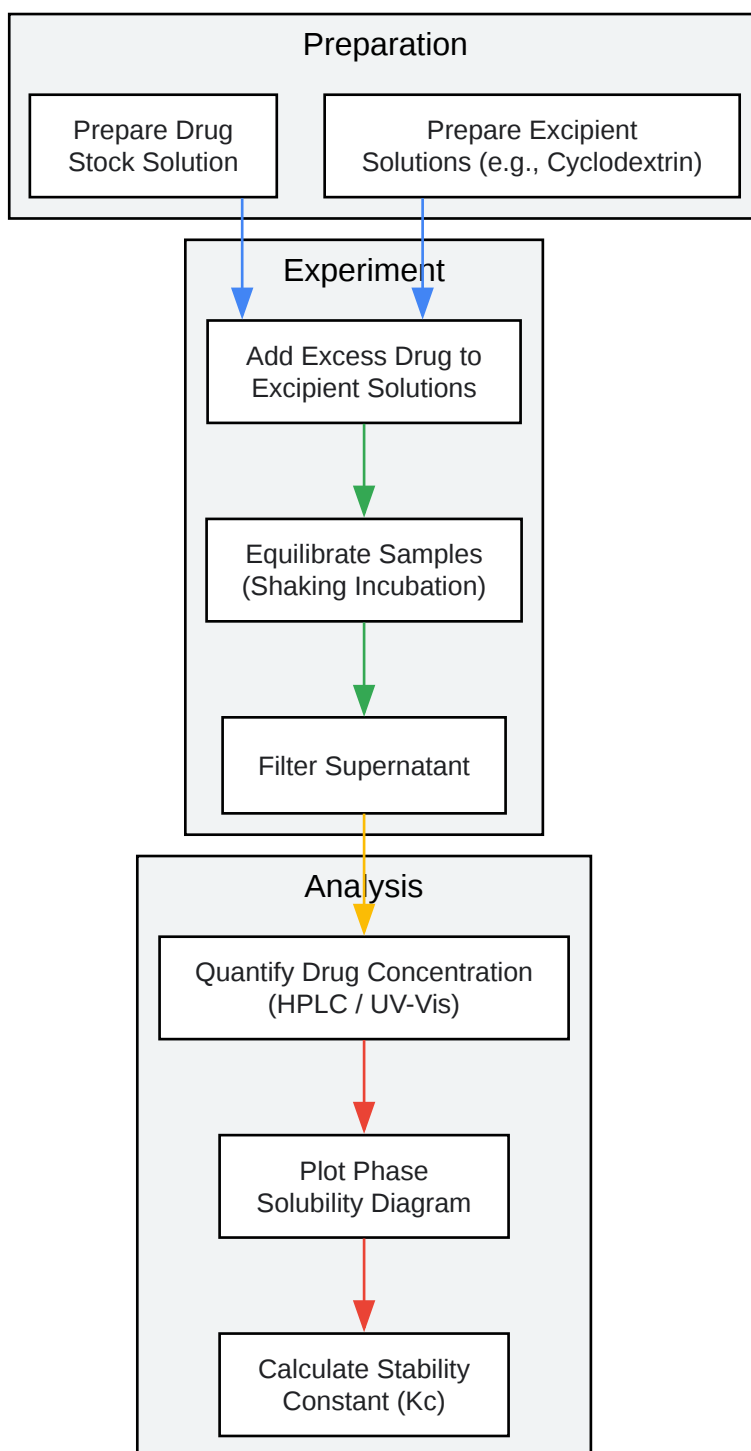 Preparation
Prepare Drug
Stock Solution
Prepare Excipient
Solutions (e.g., Cyclodextrin)
Experiment
Add Excess Drug to
Excipient Solutions
Equilibrate Samples
(Shaking Incubation)
Filter Supernatant
Analysis
Quantify Drug Concentration
(HPLC / UV-Vis)
Plot Phase
Solubility Diagram
Calculate Stability
Constant (Kc)